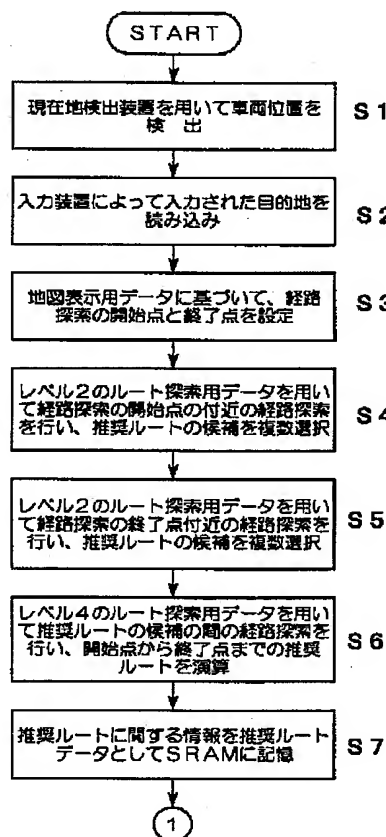 START
現在地検出装置を用いて車両位置を
検 出
S1
入力装置によって入力された目的地を
読み込み
S2
地図表示用データに基づいて、経路
探索の開始点と終了点を設定
S3
レベル2のルート探索用データを用い
て経路探索の開始点の付近の経路探索
を行い、推奨ルートの候補を複数選択
S4
レベル2のルート探索用データを用い
て経路探索の終了点付近の経路探索を
行い、推奨ルートの候補を複数選択
S5
レベル4のルート探索用データを用い
て推奨ルートの候補の間の経路探索を
行い、開始点から終了点までの推奨
ルートを演算
S6
推奨ルートに関する情報を推奨ルート
データとしてSRAMに記憶
S7
1